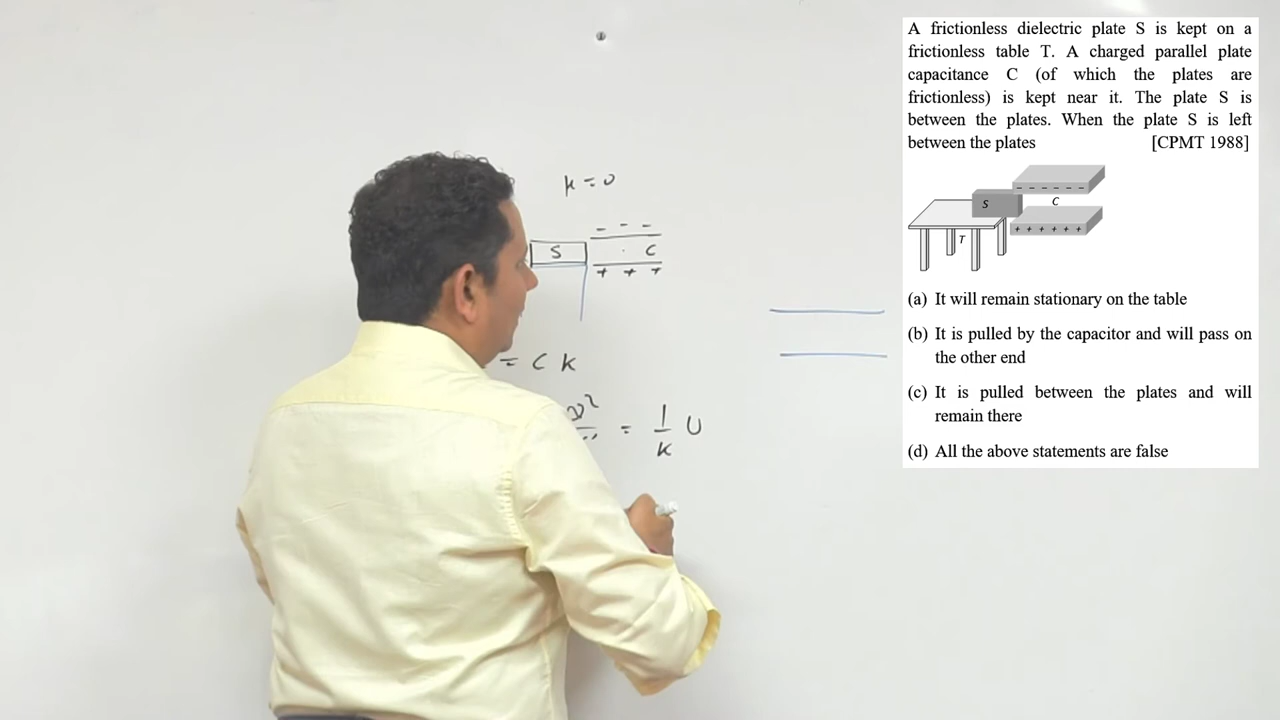 A frictionless dielectric plate S is kept on a
frictionless table T. A charged parallel plate
capacitance C (of which the plates are
frictionless) is kept near it. The plate S is
between the plates. When the plate S is left
between the plates [CPMT 1988]
S
C
T
- - - - - -
+ + + + + +
(a) It will remain stationary on the table
(b) It is pulled by the capacitor and will pass on
the other end
(c) It is pulled between the plates and will
remain there
(d) All the above statements are false
μ = 0
- - -
S C
+ + +
= C K
= 1/K U